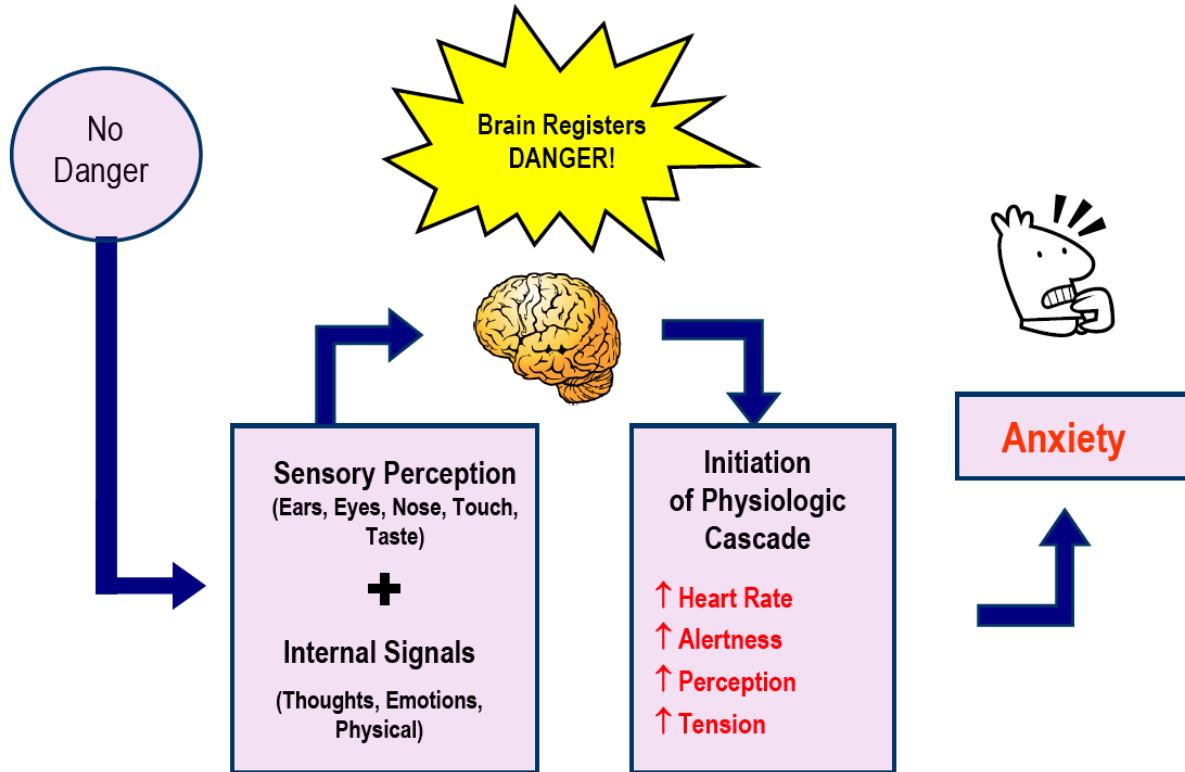 No
Danger
Brain Registers
DANGER!
Sensory Perception
(Ears, Eyes, Nose, Touch,
Taste)
+
Internal Signals
(Thoughts, Emotions,
Physical)
Initiation
of Physiologic
Cascade
↑ Heart Rate
↑ Alertness
↑ Perception
↑ Tension
Anxiety